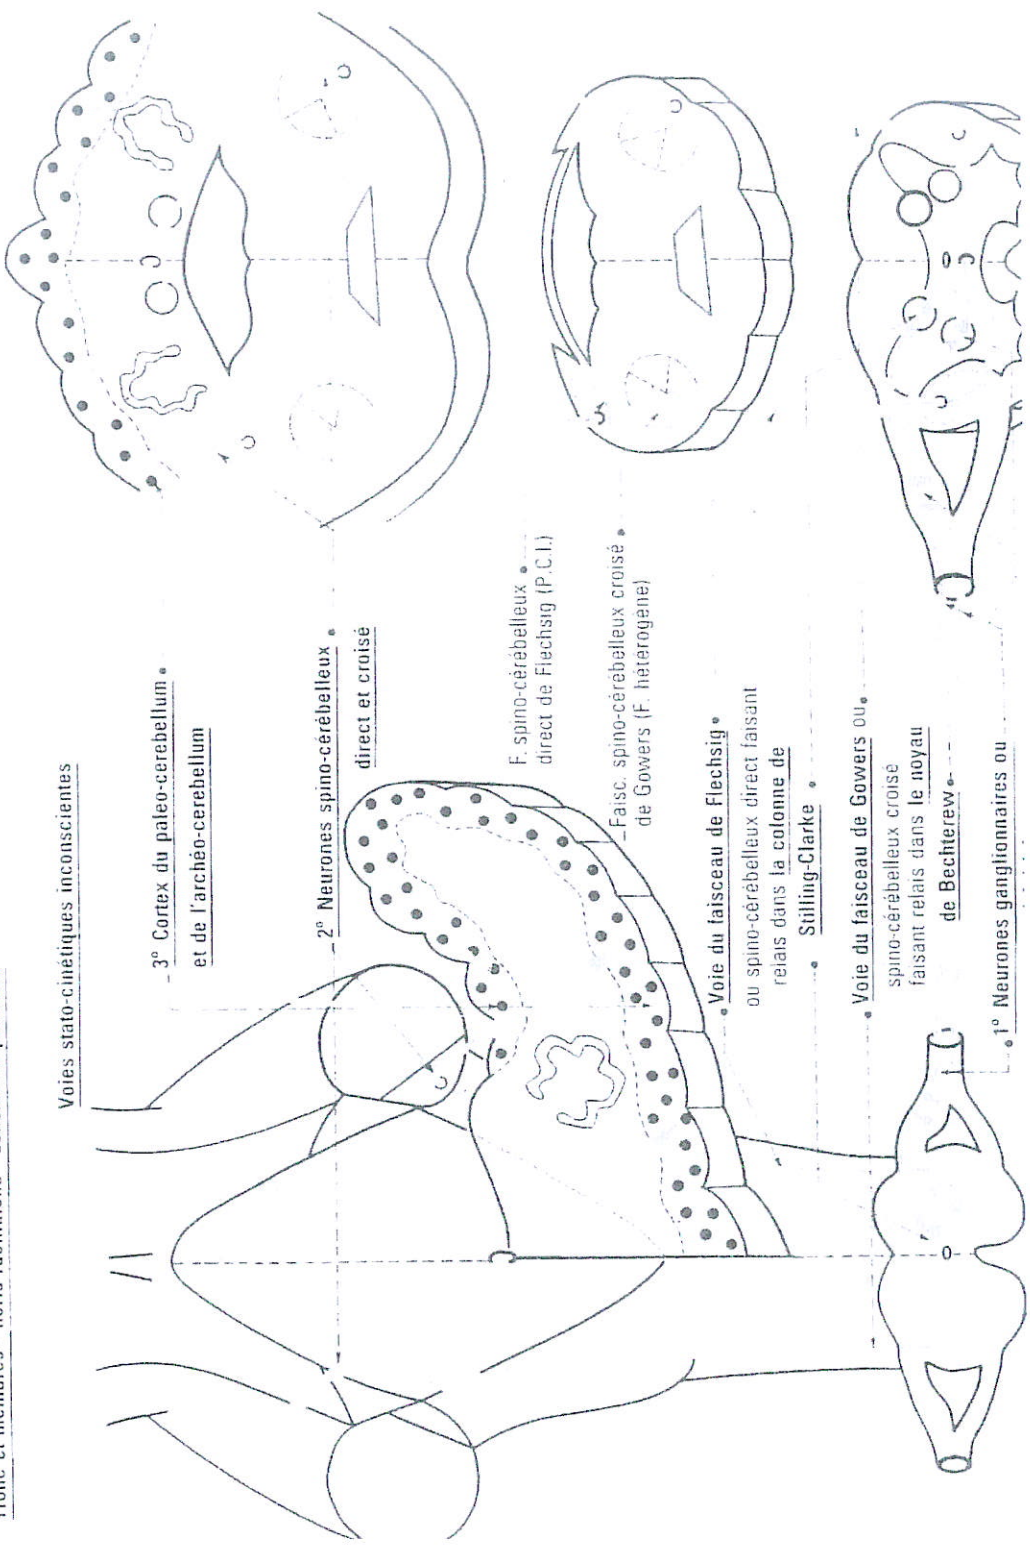 Voies stato-cinétiques inconscientes
3° Cortex du paleo-cerebellum
et de l'archéo-cerebellum
2° Neurones spino-cérébelleux
direct et croisé
F. spino-cérébelleux
direct de Flechsig (P.C.I.)
Faisc. spino-cérébelleux croisé
de Gowers (F. hétérogène)
Voie du faisceau de Flechsig
ou spino-cérébelleux direct faisant
relais dans la colonne de
Stilling-Clarke
Voie du faisceau de Gowers ou
spino-cérébelleux croisé
faisant relais dans le noyau
de Bechterew
1° Neurones ganglionnaires ou